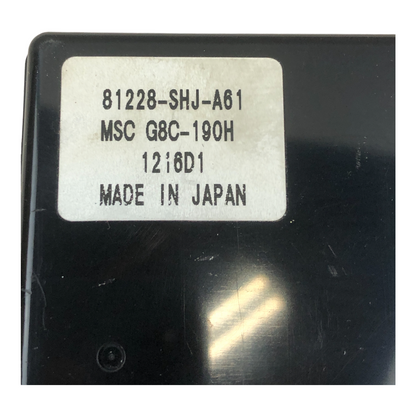 81228-SHJ-A61
MSC G8C-190H
1216D1
MADE IN JAPAN